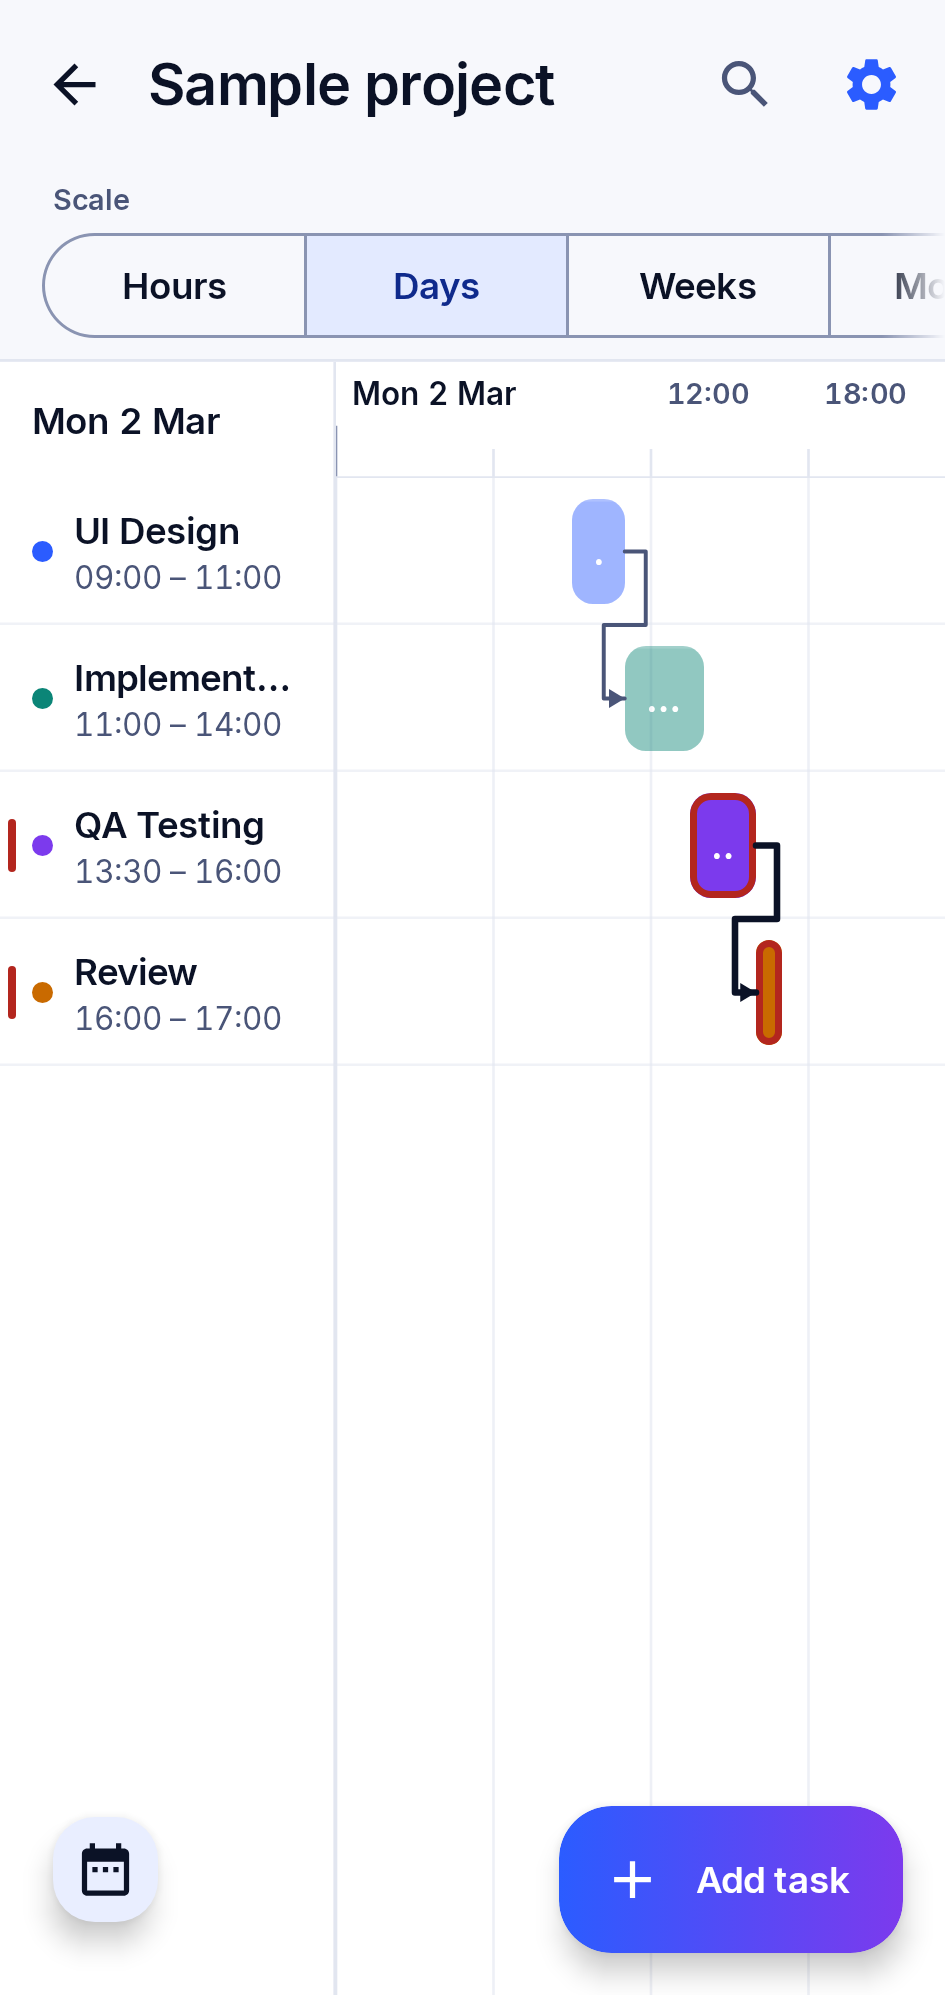 Sample project
Scale
Hours Days Weeks Mo
Mon 2 Mar
Mon 2 Mar 12:00 18:00
UI Design
09:00 – 11:00
Implement...
11:00 – 14:00
QA Testing
13:30 – 16:00
Review
16:00 – 17:00
Add task